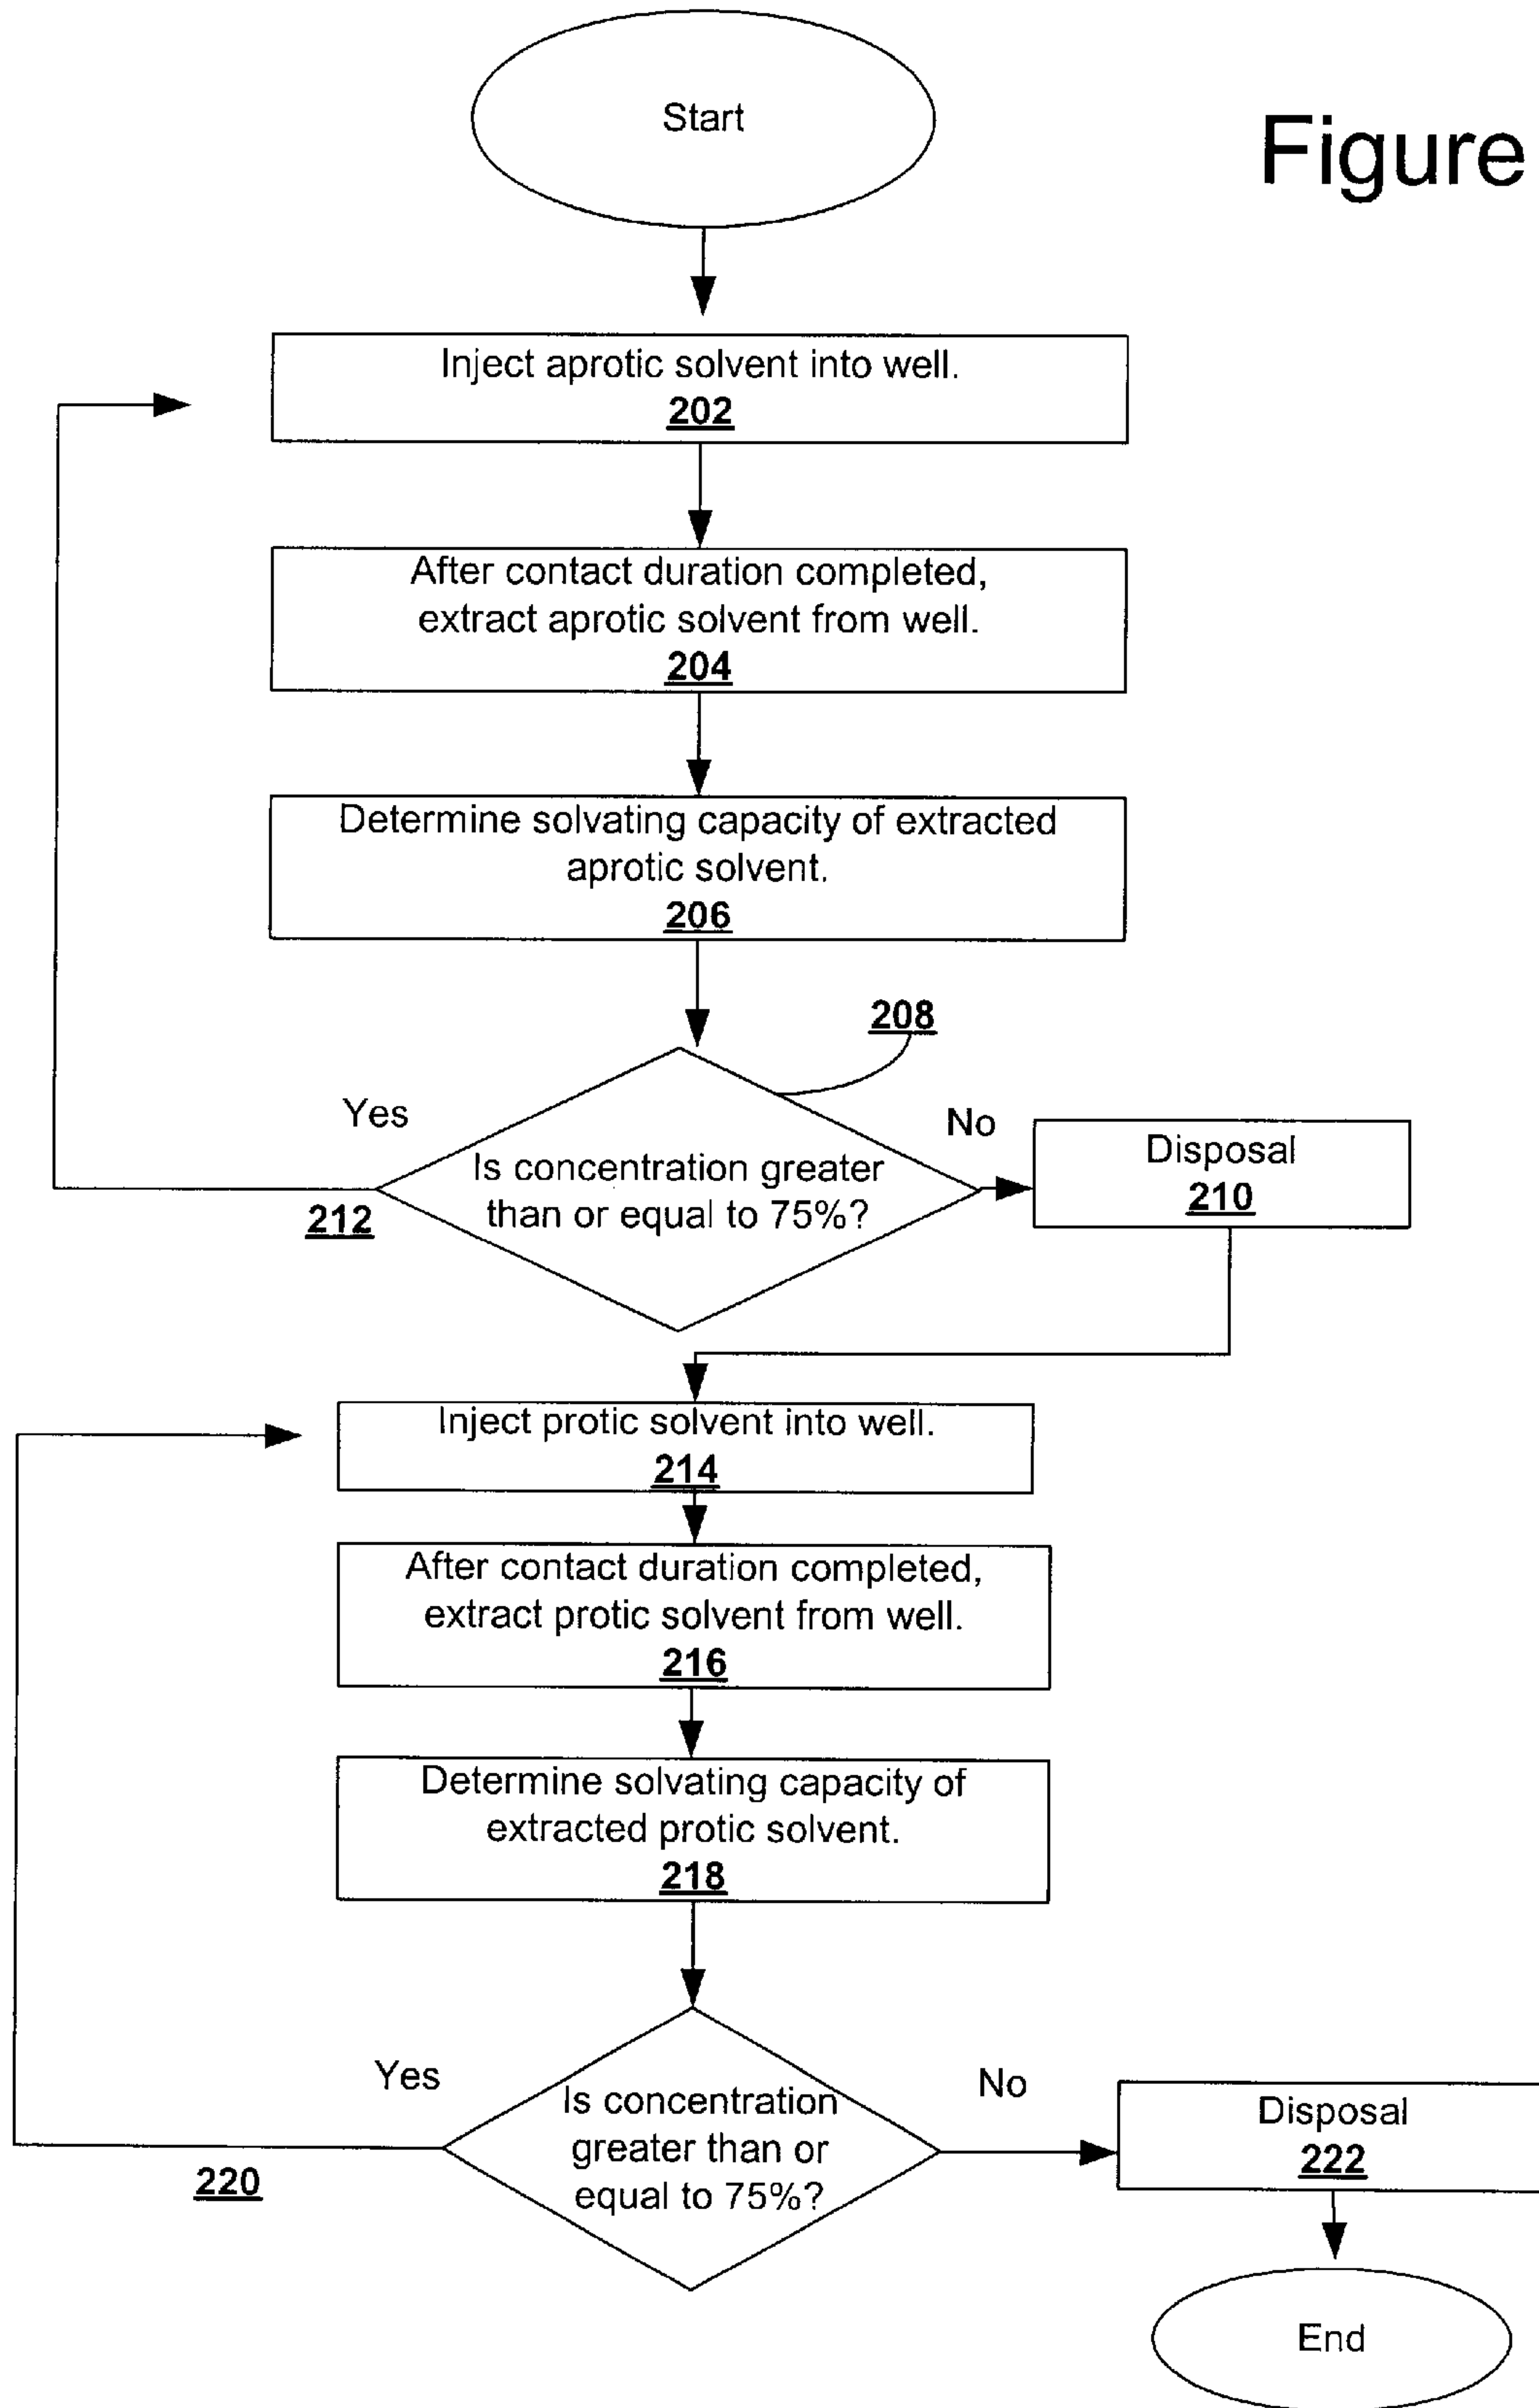 Start
Figure
Inject aprotic solvent into well.
202
After contact duration completed,
extract aprotic solvent from well.
204
Determine solvating capacity of extracted
aprotic solvent.
206
208
Yes
No
Is concentration greater
than or equal to 75%?
212
Disposal
210
Inject protic solvent into well.
214
After contact duration completed,
extract protic solvent from well.
216
Determine solvating capacity of
extracted protic solvent.
218
Yes
No
Is concentration
greater than or
equal to 75%?
220
Disposal
222
End